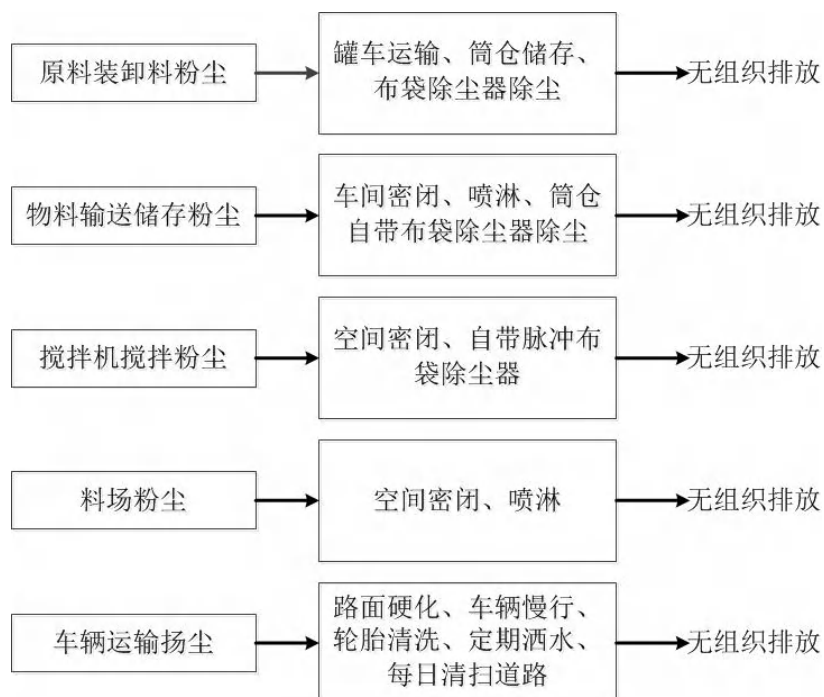 原料装卸料粉尘
罐车运输、筒仓储存、
布袋除尘器除尘
无组织排放
物料输送储存粉尘
车间密闭、喷淋、筒仓
自带布袋除尘器除尘
无组织排放
搅拌机搅拌粉尘
空间密闭、自带脉冲布
袋除尘器
无组织排放
料场粉尘
空间密闭、喷淋
无组织排放
车辆运输扬尘
路面硬化、车辆慢行、
轮胎清洗、定期洒水、
每日清扫道路
无组织排放